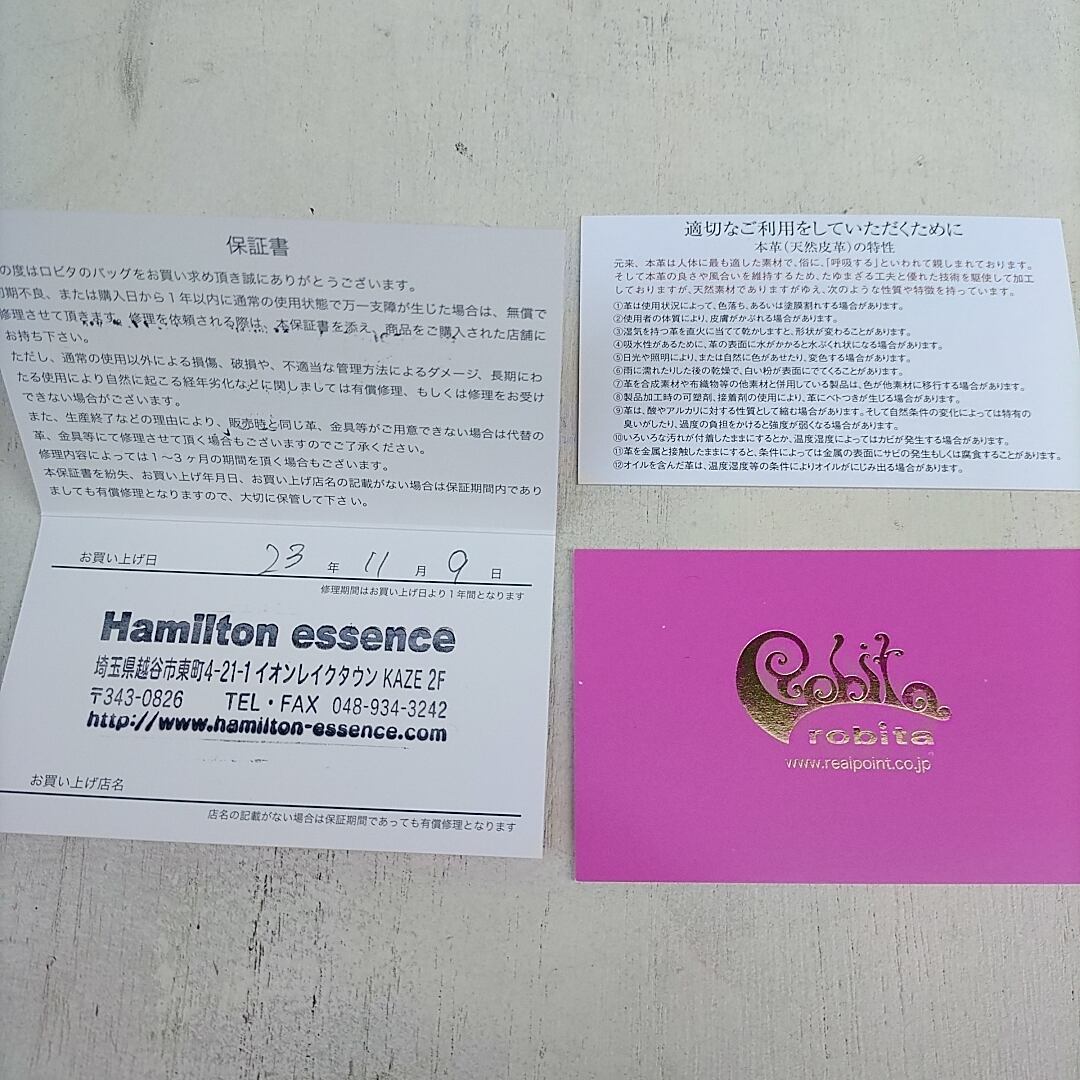 保証書
の度はロビタのバッグをお買い求め頂き誠にありがとうございます。
初期不良、または購入日から1年以内に通常の使用状態で万一支障が生じた場合は、無償で
修理させて頂きます。修理を依頼される際は、本保証書を添え、商品をご購入された店舗に
お持ち下さい。
ただし、通常の使用以外による損傷、破損や、不適当な管理方法によるダメージ、長期にわ
たる使用により自然に起こる経年劣化などに関しましては有償修理、もしくは修理をお受け
できない場合がございます。
また、生産終了などの理由により、販売時と同じ革、金具等がご用意できない場合は代替の
革、金具等にて修理させて頂く場合もございますのでご了承ください。
修理内容によっては1~3ヶ月の期間を頂く場合もございます。
本保証書を紛失、お買い上げ年月日、お買い上げ店名の記載がない場合は保証期間内であり
ましても有償修理となりますので、大切に保管して下さい。
お買い上げ日 23 年 11 月 9 日
修理期間はお買い上げ日より1年間となります
Hamilton essence
埼玉県越谷市東町4-21-1 イオンレイクタウン KAZE 2F
〒343-0826 TEL・FAX 048-934-3242
http://www.hamilton-essence.com
お買い上げ店名
店名の記載がない場合は保証期間であっても有償修理となります
適切なご利用をしていただくために
本革(天然皮革)の特性
元来、本革は人体に最も適した素材で、俗に、「呼吸する」といわれて親しまれております。
そして本革の良さや風合いを維持するため、たゆまざる工夫と優れた技術を駆使して加工
しておりますが、天然素材でありますがゆえ、次のような性質や特徴を持っています。
①革は使用状況によって、色落ち、あるいは塗膜割れする場合があります。
②使用者の体質により、皮膚がかぶれる場合があります。
③湿気を持つ革を直火に当てて乾かしますと、形状が変わることがあります。
④吸水性があるために、革の表面に水がかかると水ぶくれ状になる場合があります。
⑤日光や照明により、または自然に色があせたり、変色する場合があります。
⑥雨に濡れたりした後の乾燥で、白い粉が表面にでてくることがあります。
⑦革を合成素材や布織物等の他素材と併用している製品は、色が他素材に移行する場合があります。
⑧製品加工時の可塑剤、接着剤の使用により、革にベトつきが生じる場合があります。
⑨革は、酸やアルカリに対する性質として縮む場合があります。そして自然条件の変化によっては特有の
臭いがしたり、過度の負担をかけると強度が弱くなる場合があります。
⑩いろいろな汚れが付着したままにするとか、温度湿度によってはカビが発生する場合があります。
⑪革を金属と接触したままにすると、条件によっては金属の表面にサビの発生もしくは腐食することがあります。
⑫オイルを含んだ革は、温度湿度等の条件によりオイルがにじみ出る場合があります。
Robita
robita
www.realpoint.co.jp